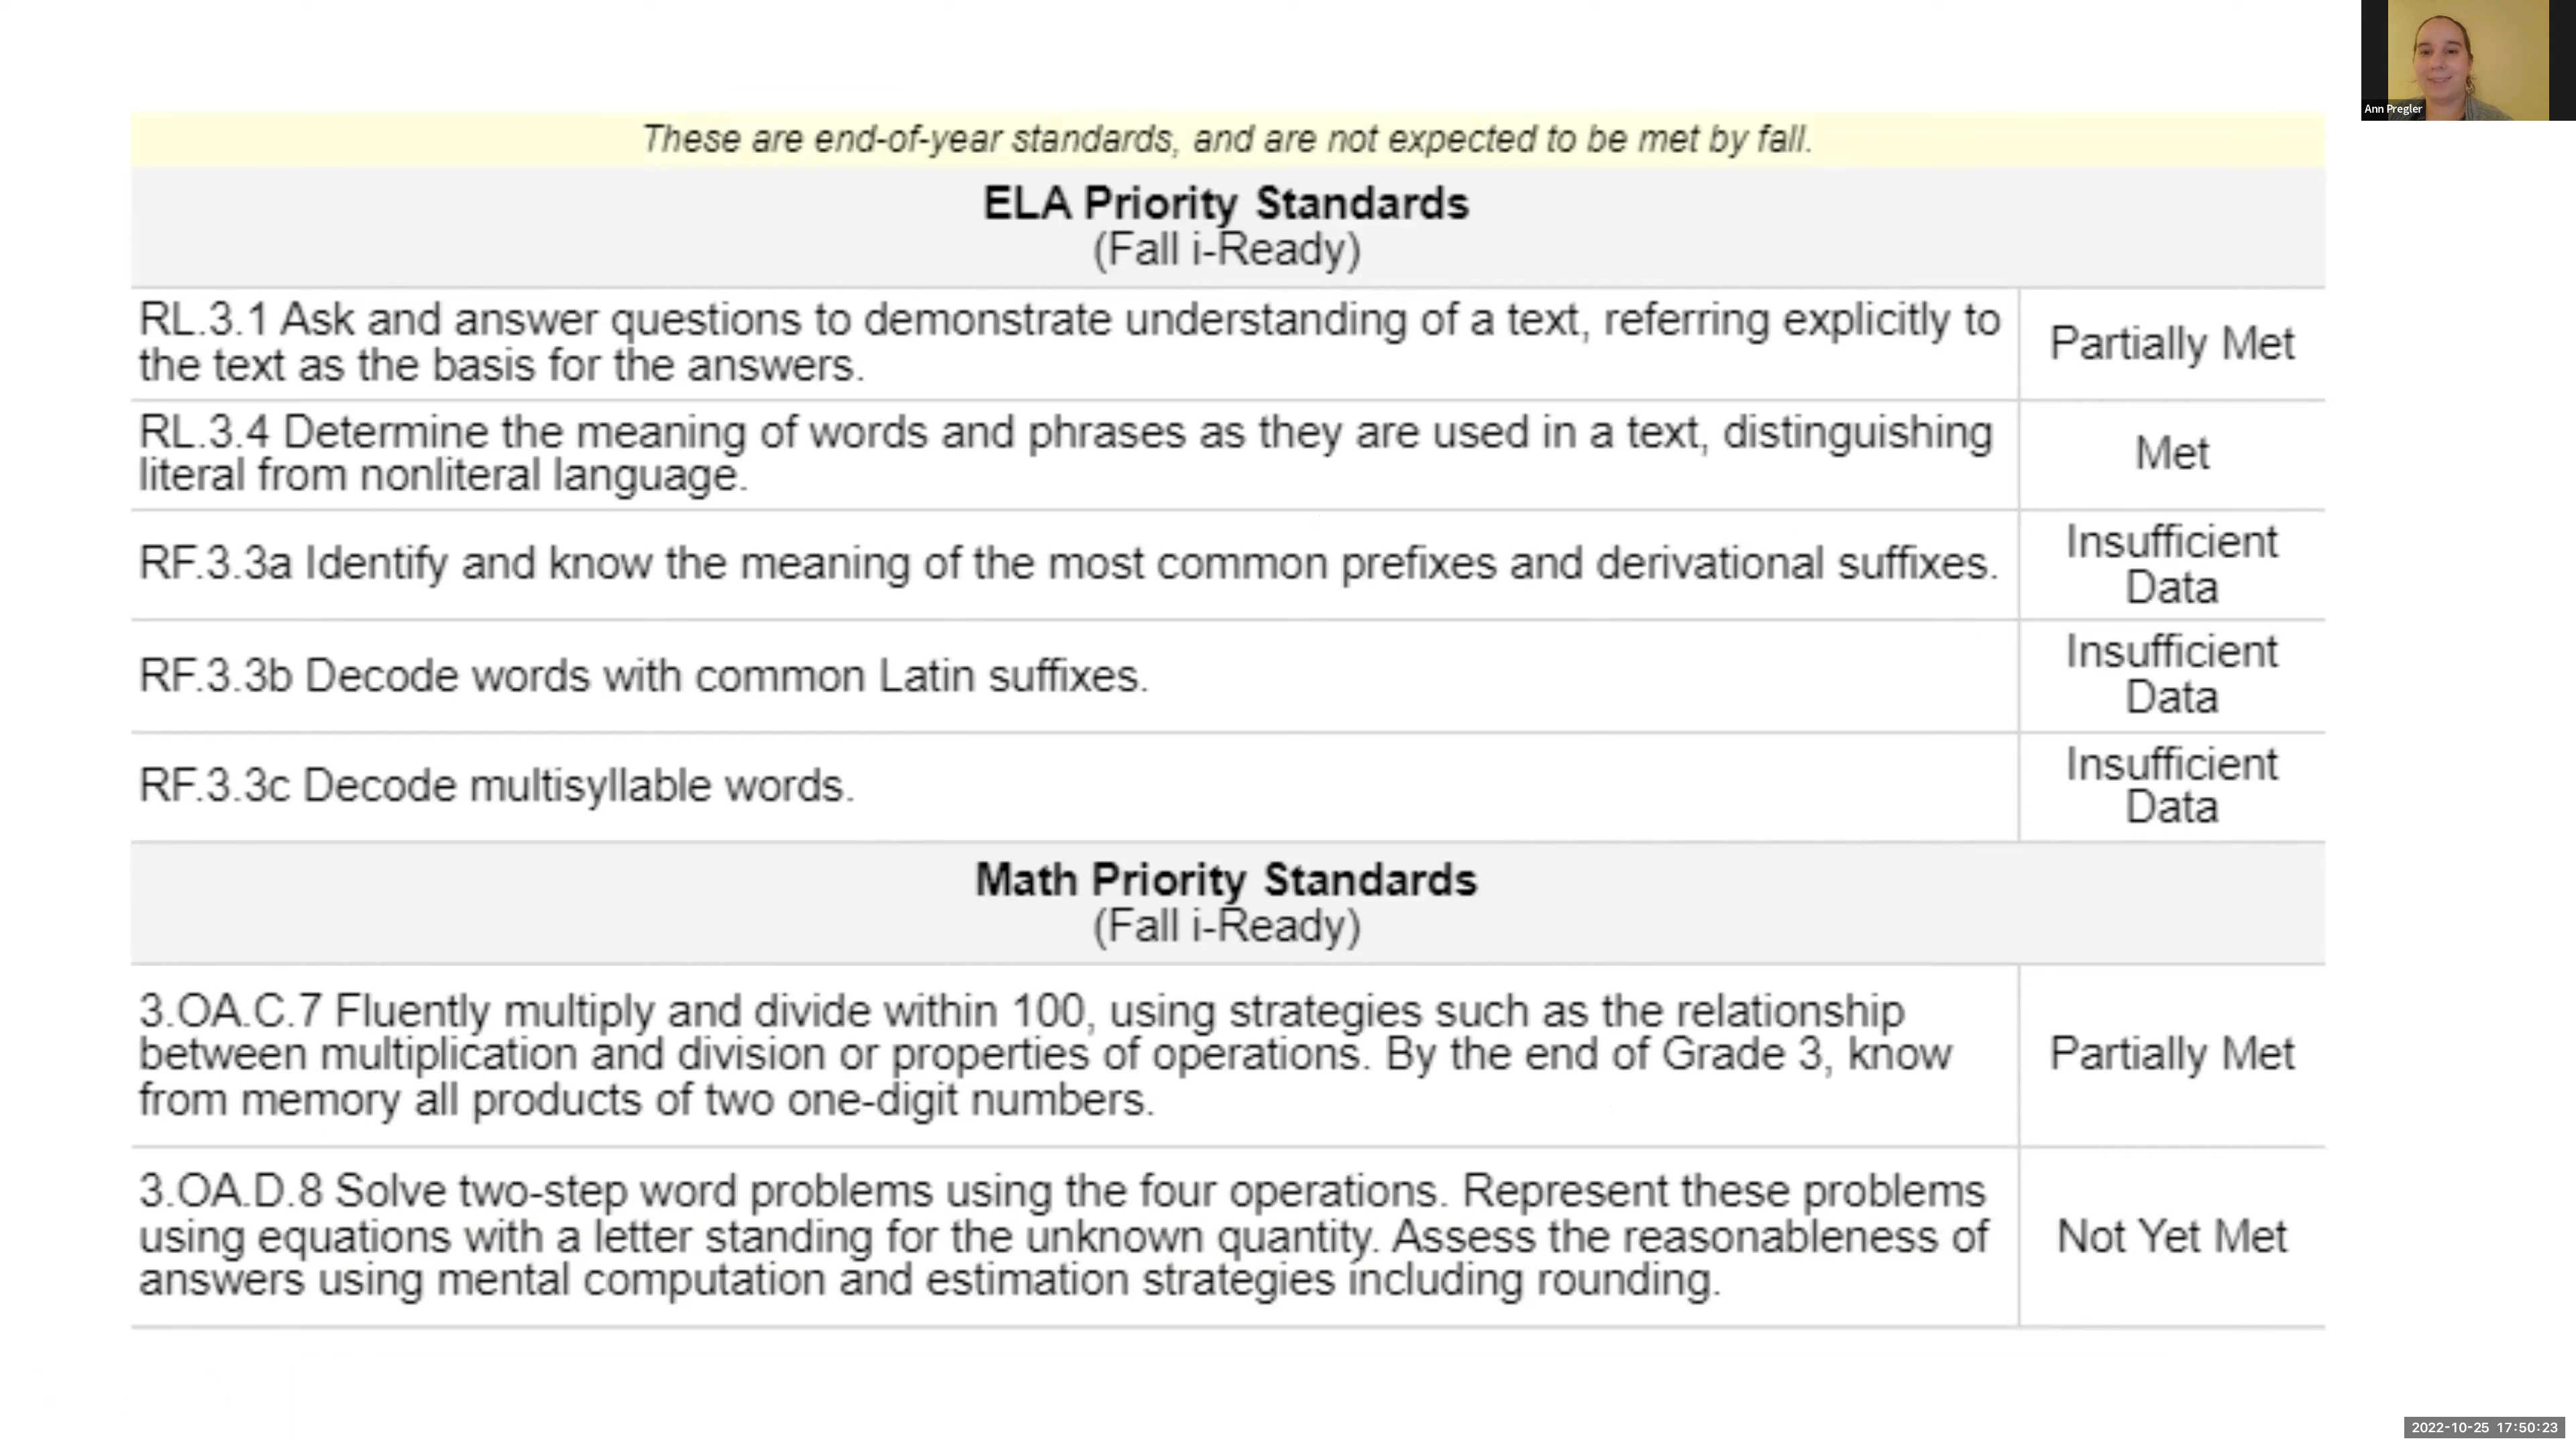 Ann Pregler
These are end-of-year standards, and are not expected to be met by fall.
ELA Priority Standards
(Fall i-Ready)
RL.3.1 Ask and answer questions to demonstrate understanding of a text, referring explicitly to
the text as the basis for the answers.
Partially Met
RL.3.4 Determine the meaning of words and phrases as they are used in a text, distinguishing
literal from nonliteral language.
Met
RF.3.3a Identify and know the meaning of the most common prefixes and derivational suffixes.
Insufficient
Data
RF.3.3b Decode words with common Latin suffixes.
Insufficient
Data
RF.3.3c Decode multisyllable words.
Insufficient
Data
Math Priority Standards
(Fall i-Ready)
3.OA.C.7 Fluently multiply and divide within 100, using strategies such as the relationship
between multiplication and division or properties of operations. By the end of Grade 3, know
from memory all products of two one-digit numbers.
Partially Met
3.OA.D.8 Solve two-step word problems using the four operations. Represent these problems
using equations with a letter standing for the unknown quantity. Assess the reasonableness of
answers using mental computation and estimation strategies including rounding.
Not Yet Met
2022-10-25 17:50:23